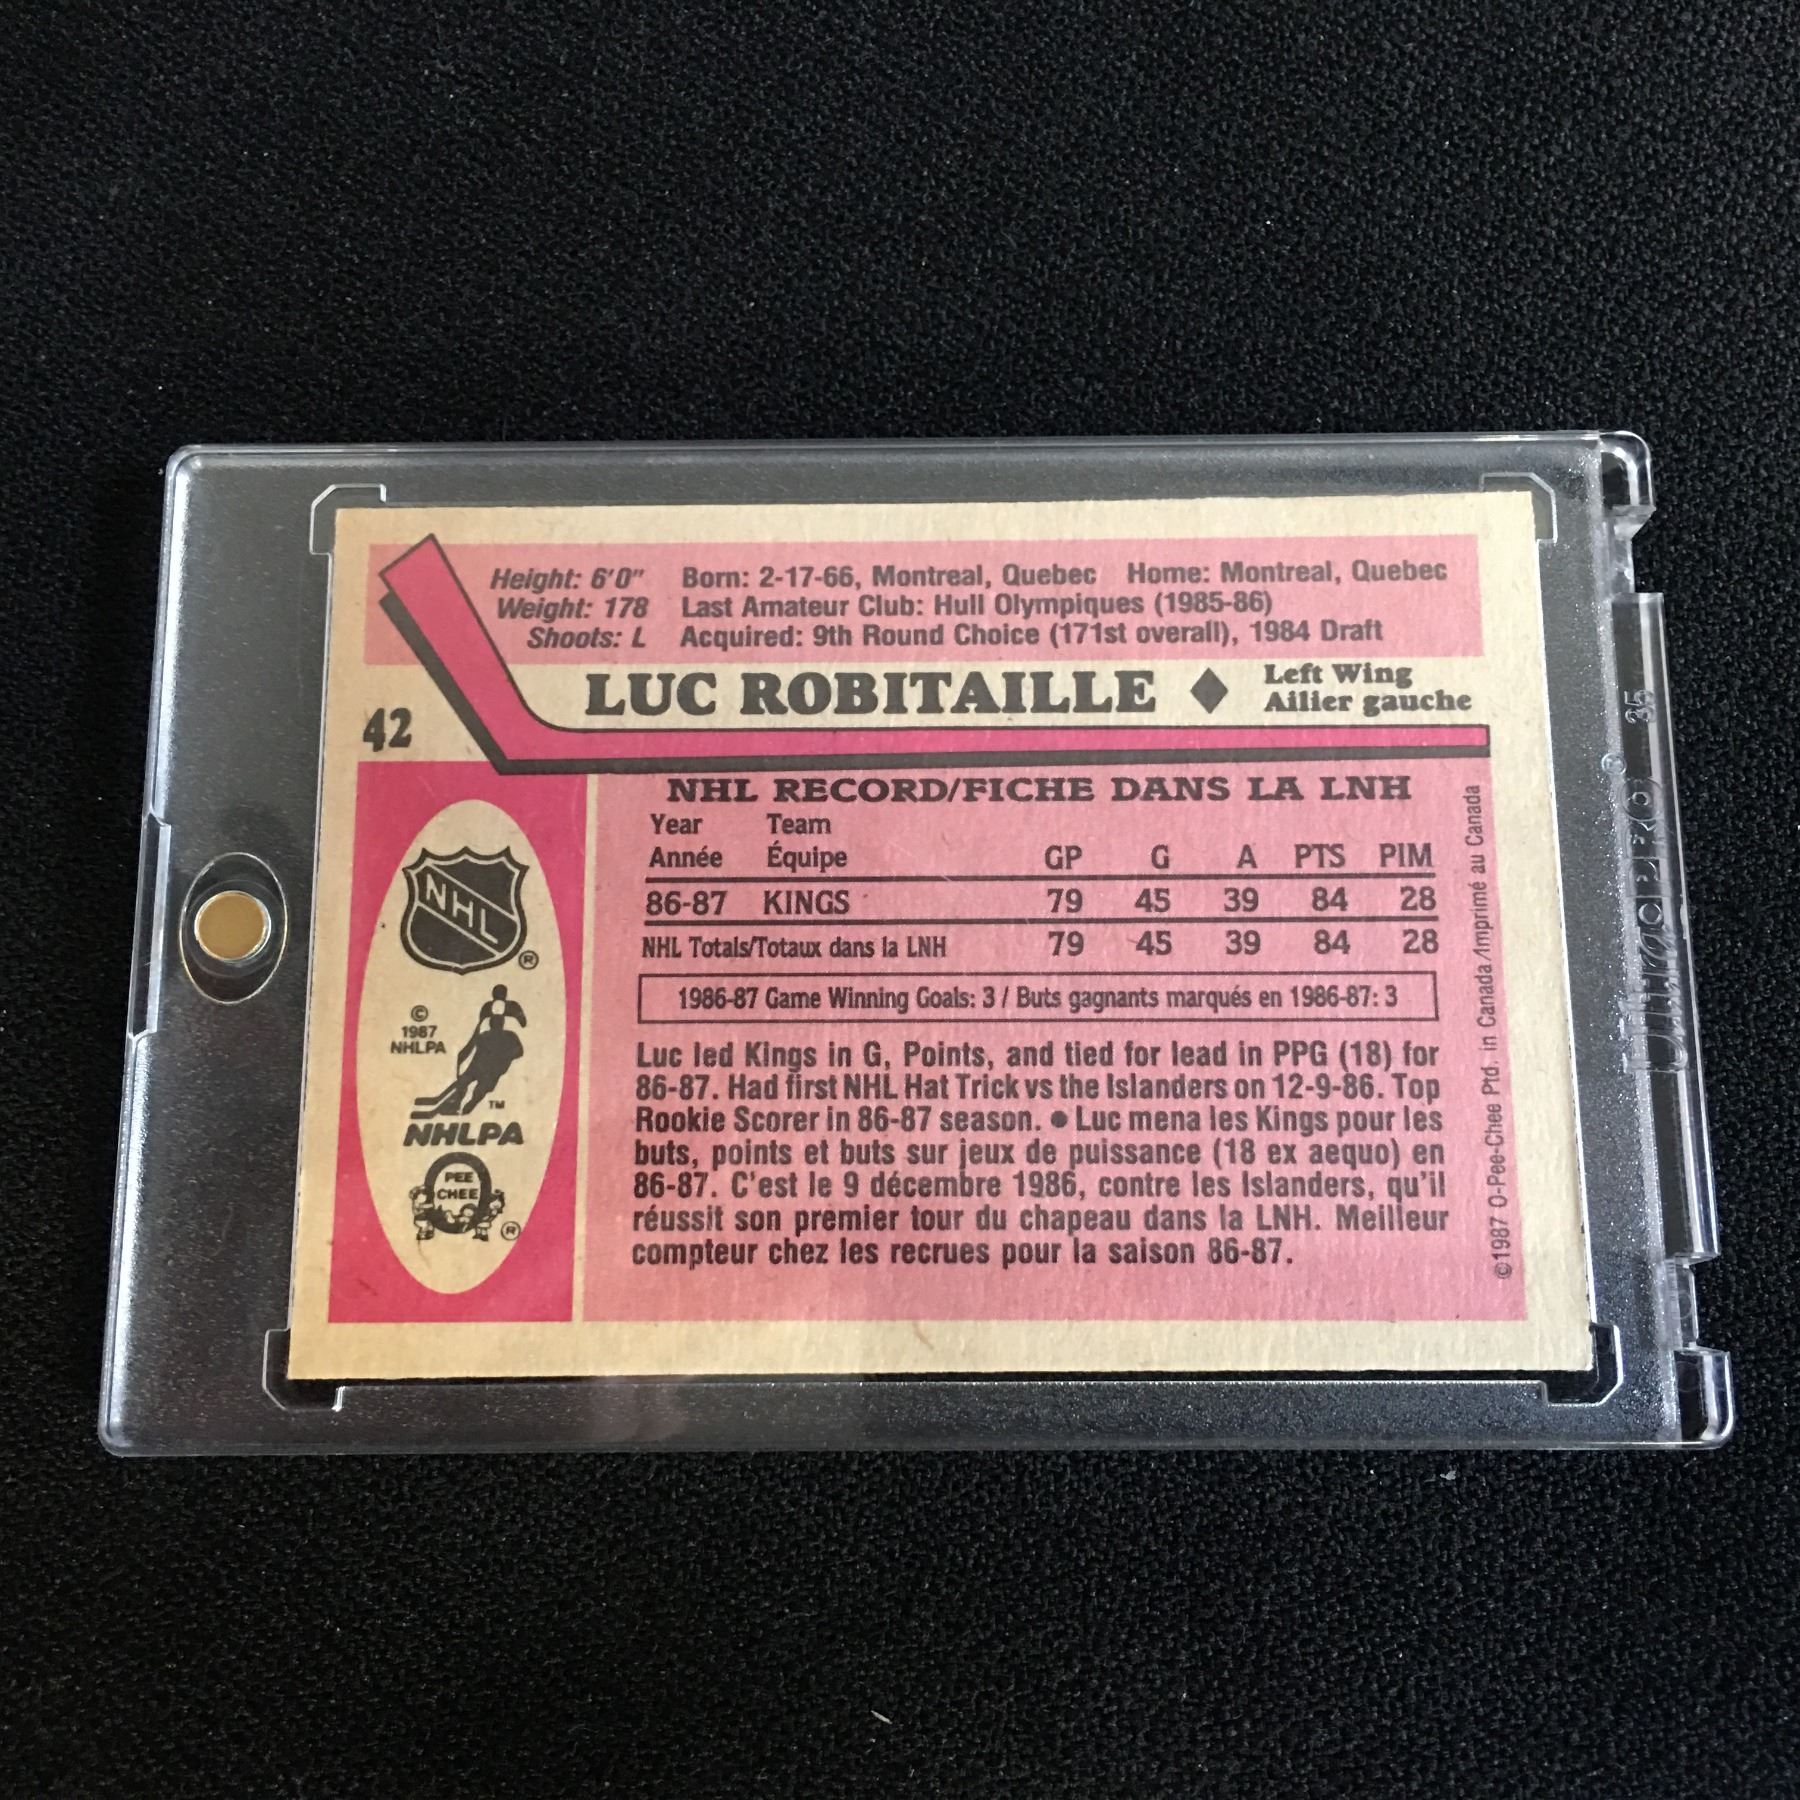 Height: 6'0" Born: 2-17-66, Montreal, Quebec Home: Montreal, Quebec
Weight: 178 Last Amateur Club: Hull Olympiques (1985-86)
Shoots: L Acquired: 9th Round Choice (171st overall), 1984 Draft
LUC ROBITAILLE ♦ Left Wing
Ailier gauche
42
NHL RECORD/FICHE DANS LA LNH
Year Team
Année Équipe GP G A PTS PIM
86-87 KINGS 79 45 39 84 28
NHL Totals/Totaux dans la LNH 79 45 39 84 28
1986-87 Game Winning Goals: 3 / Buts gagnants marqués en 1986-87: 3
Luc led Kings in G, Points, and tied for lead in PPG (18) for
86-87. Had first NHL Hat Trick vs the Islanders on 12-9-86. Top
Rookie Scorer in 86-87 season. ● Luc mena les Kings pour les
buts, points et buts sur jeux de puissance (18 ex aequo) en
86-87. C'est le 9 décembre 1986, contre les Islanders, qu'il
réussit son premier tour du chapeau dans la LNH. Meilleur
compteur chez les recrues pour la saison 86-87.
NHL
®
©
1987
NHLPA
™
NHLPA
PEE
CHEE
®
©1987 O-Pee-Chee Ptd. in Canada/Imprimé au Canada
Ultra PRO® 35